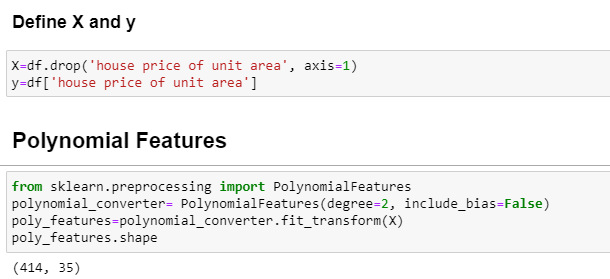 Define X and y
X=df.drop('house price of unit area', axis=1)
y=df['house price of unit area']
Polynomial Features
from sklearn.preprocessing import PolynomialFeatures
polynomial_converter= PolynomialFeatures(degree=2, include_bias=False)
poly_features=polynomial_converter.fit_transform(X)
poly_features.shape
(414, 35)